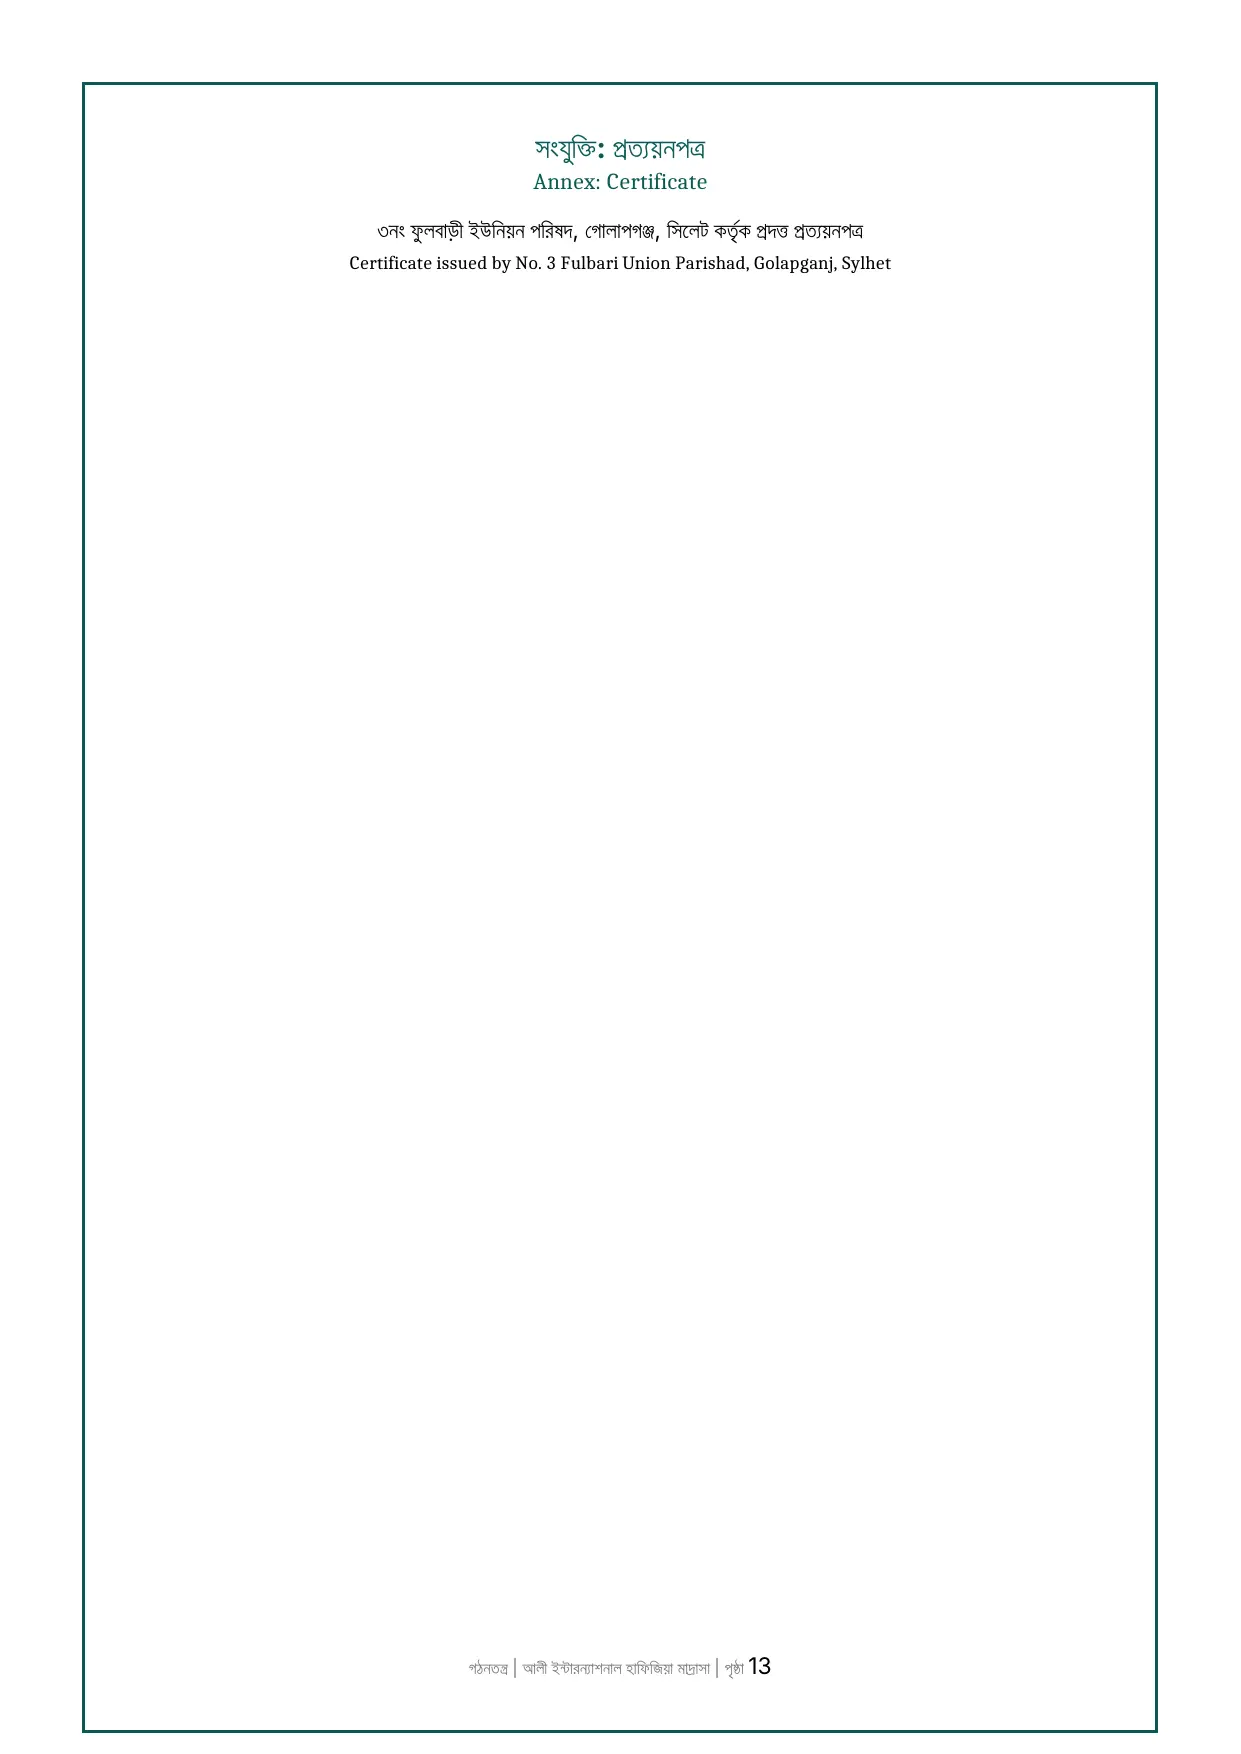 সংযুক্তি: প্রত্যয়নপত্র
Annex: Certificate
৩নং ফুলবাড়ী ইউনিয়ন পরিষদ, গোলাপগঞ্জ, সিলেট কর্তৃক প্রদত্ত প্রত্যয়নপত্র
Certificate issued by No. 3 Fulbari Union Parishad, Golapganj, Sylhet
গঠনতন্ত্র | আলী ইন্টারন্যাশনাল হাফিজিয়া মাদ্রাসা | পৃষ্ঠা 13